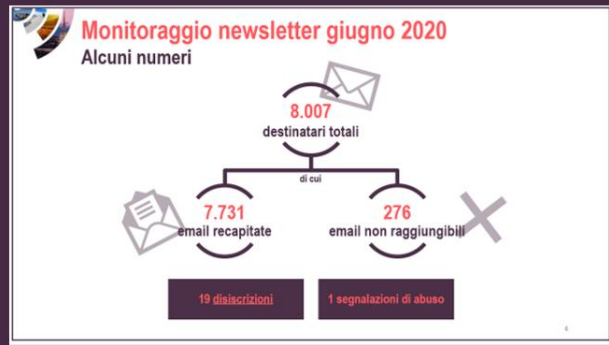 Monitoraggio newsletter giugno 2020
Alcuni numeri
8.007
destinatari totali
di cui
7.731
email recapitate
276
email non raggiungibili
19 disiscrizioni
1 segnalazioni di abuso
6